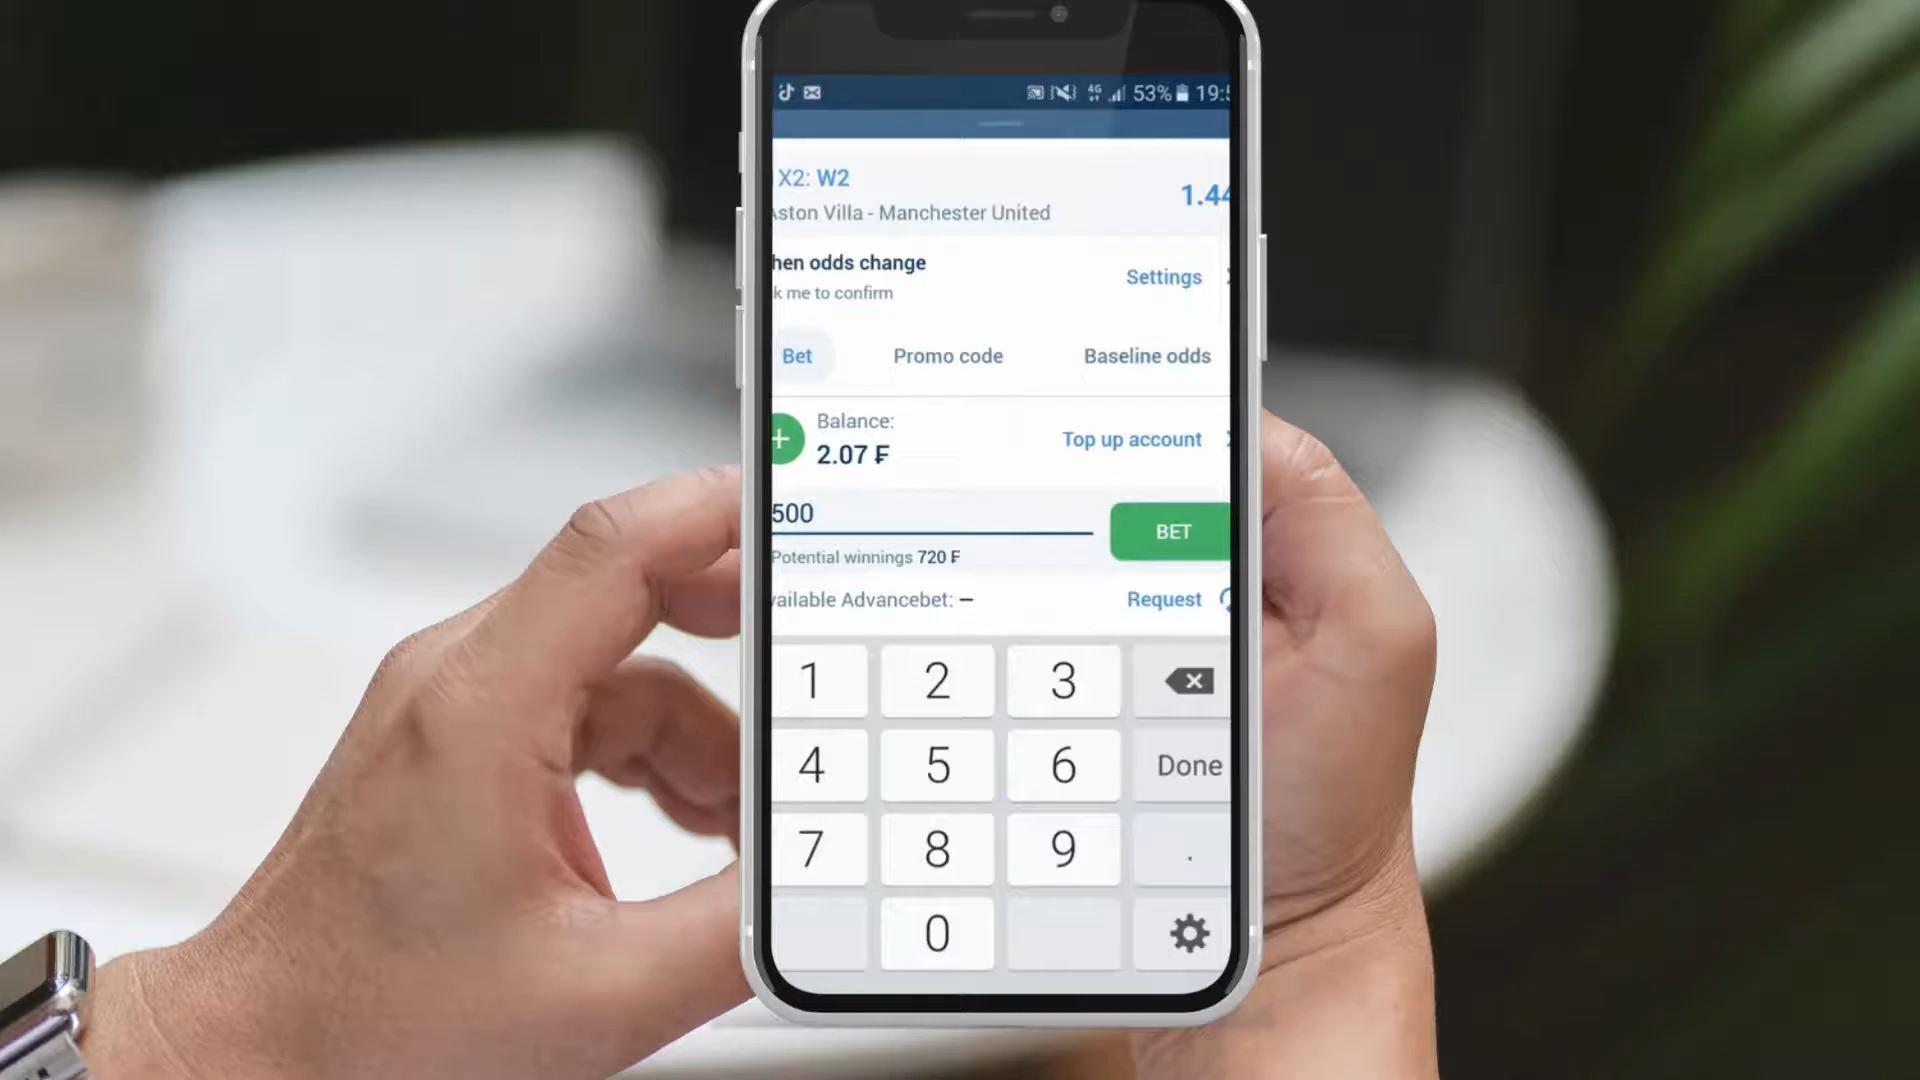 53% 19:5
X2: W2
1.44
Aston Villa - Manchester United
hen odds change
k me to confirm
Settings
Bet Promo code Baseline odds
Balance:
2.07 ₣
Top up account
500
BET
Potential winnings 720 ₣
vailable Advancebet: –
Request
1 2 3
4 5 6 Done
7 8 9 .
0